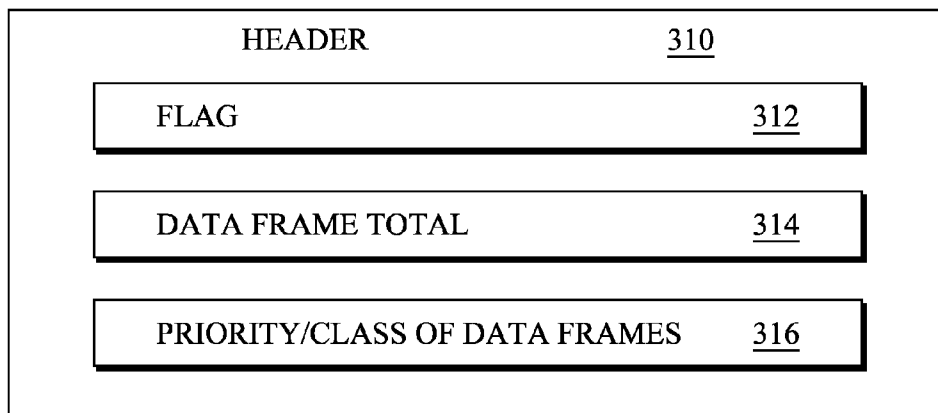 HEADER 310
FLAG 312
DATA FRAME TOTAL 314
PRIORITY/CLASS OF DATA FRAMES 316